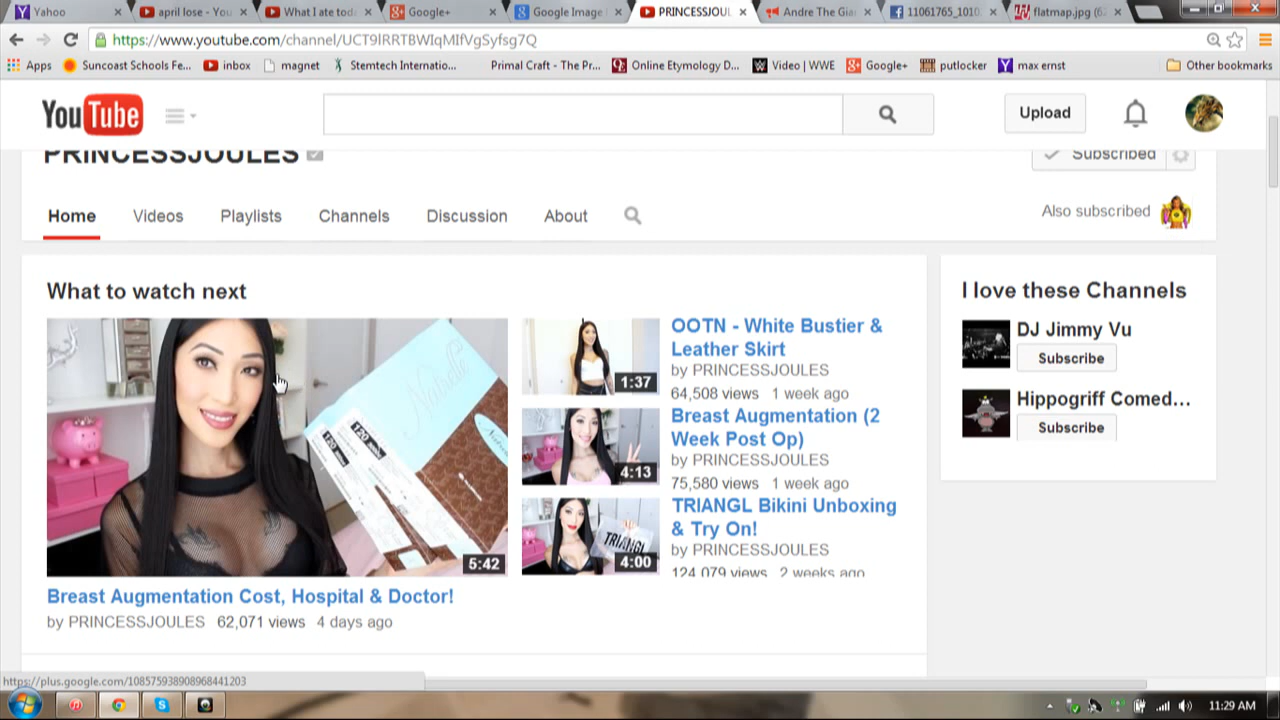 Yahoo
april lose - You
What I ate tod
Google+
Google Image
PRINCESSJOUL
Andre The Gia
11061765_1010
flatmap.jpg (6
https://www.youtube.com/channel/UCT9lRRTBWIqMIfVgSyfsg7Q
Apps
Suncoast Schools Fe...
inbox
magnet
Stemtech Internatio...
Primal Craft - The Pr...
Online Etymology D...
Video | WWE
Google+
putlocker
max ernst
Other bookmarks
YouTube
Upload
PRINCESSJOULES
Subscribed
Home
Videos
Playlists
Channels
Discussion
About
Also subscribed
What to watch next
I love these Channels
Natrelle
5:42
Breast Augmentation Cost, Hospital & Doctor!
by PRINCESSJOULES 62,071 views 4 days ago
1:37
OOTN - White Bustier &
Leather Skirt
by PRINCESSJOULES
64,508 views 1 week ago
4:13
Breast Augmentation (2
Week Post Op)
by PRINCESSJOULES
75,580 views 1 week ago
TRIANGL
4:00
TRIANGL Bikini Unboxing
& Try On!
by PRINCESSJOULES
124,079 views 2 weeks ago
DJ Jimmy Vu
Subscribe
Hippogriff Comed...
Subscribe
https://plus.google.com/108575938908968441203
11:29 AM